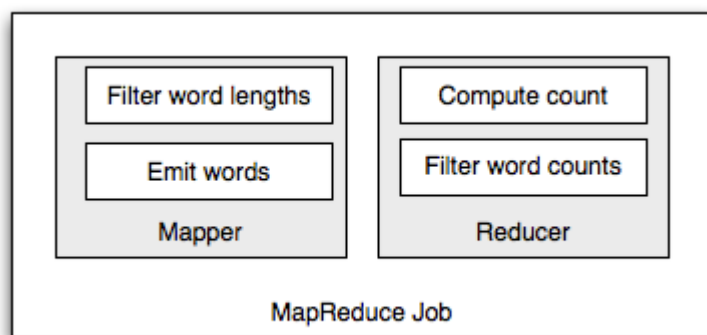 Filter word lengths
Emit words
Mapper
Compute count
Filter word counts
Reducer
MapReduce Job